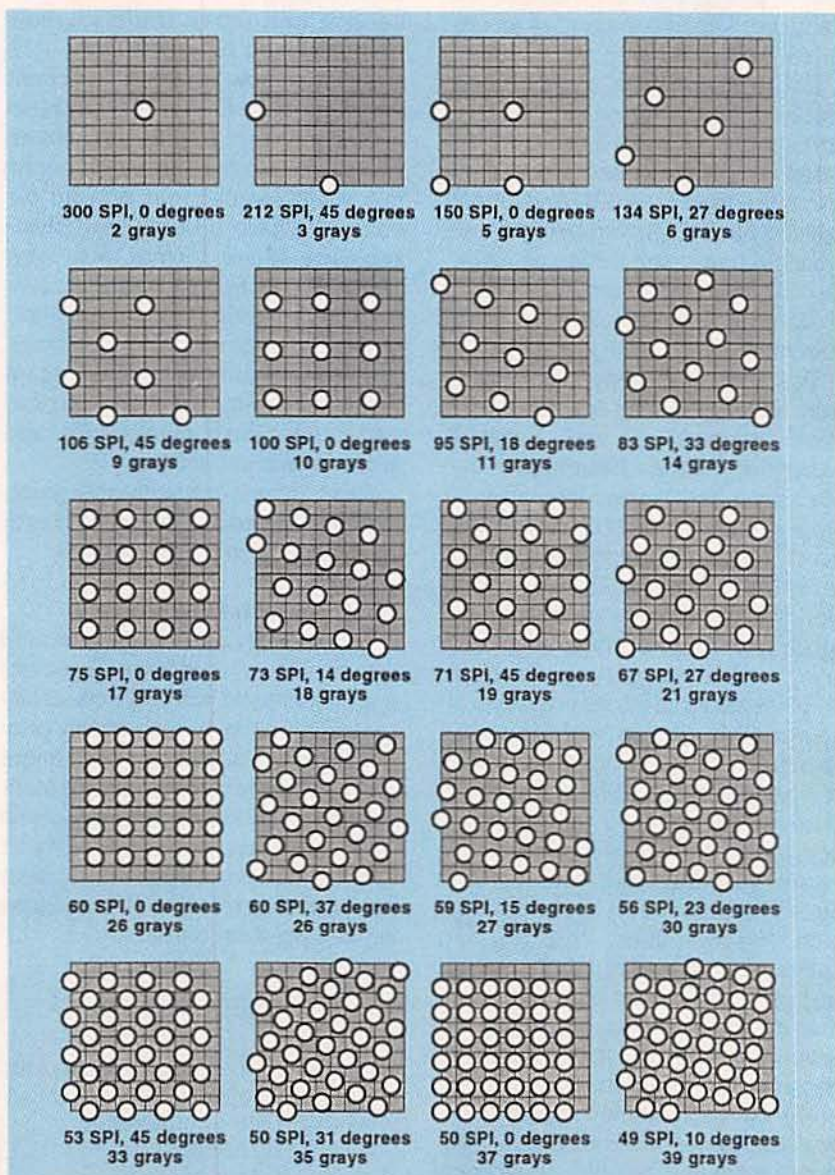 300 SPI, 0 degrees
2 grays
212 SPI, 45 degrees
3 grays
150 SPI, 0 degrees
5 grays
134 SPI, 27 degrees
6 grays
106 SPI, 45 degrees
9 grays
100 SPI, 0 degrees
10 grays
95 SPI, 18 degrees
11 grays
83 SPI, 33 degrees
14 grays
75 SPI, 0 degrees
17 grays
73 SPI, 14 degrees
18 grays
71 SPI, 45 degrees
19 grays
67 SPI, 27 degrees
21 grays
60 SPI, 0 degrees
26 grays
60 SPI, 37 degrees
26 grays
59 SPI, 15 degrees
27 grays
56 SPI, 23 degrees
30 grays
53 SPI, 45 degrees
33 grays
50 SPI, 31 degrees
35 grays
50 SPI, 0 degrees
37 grays
49 SPI, 10 degrees
39 grays